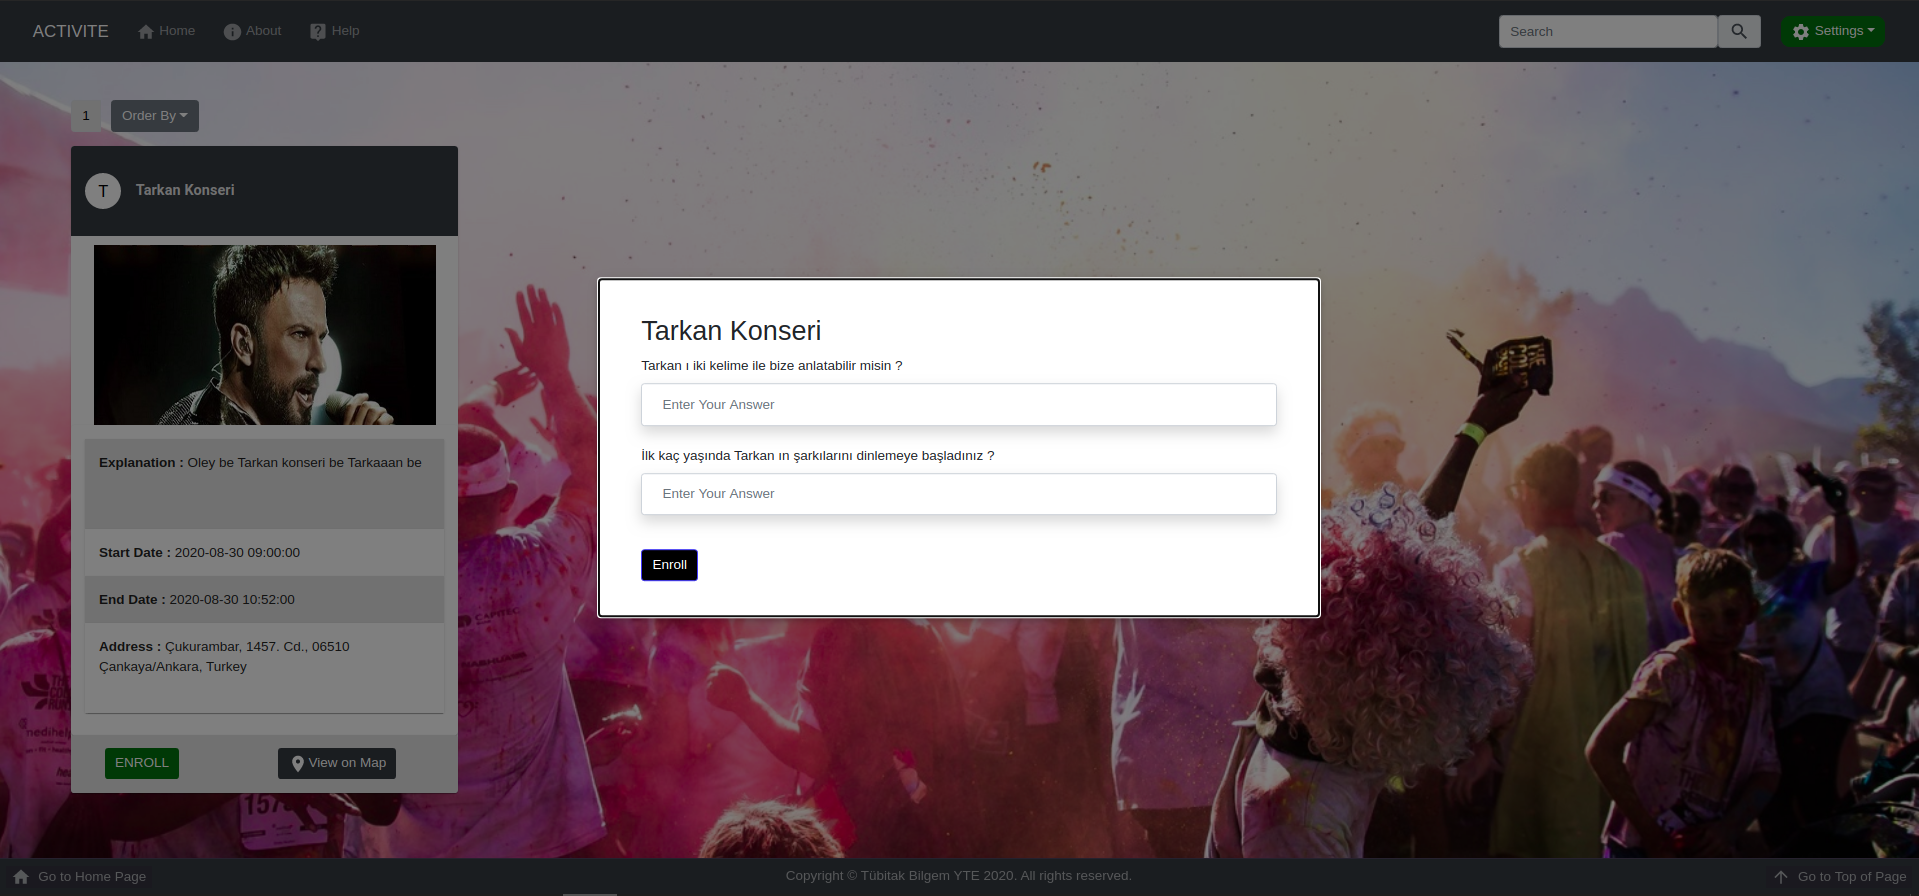 ACTIVITE Home About Help Search Settings
1 Order By
T Tarkan Konseri
Explanation : Oley be Tarkan konseri be Tarkaaan be
Start Date : 2020-08-30 09:00:00
End Date : 2020-08-30 10:52:00
Address : Çukurambar, 1457. Cd., 06510
Çankaya/Ankara, Turkey
ENROLL View on Map
Tarkan Konseri
Tarkan ı iki kelime ile bize anlatabilir misin ?
Enter Your Answer
İlk kaç yaşında Tarkan ın şarkılarını dinlemeye başladınız ?
Enter Your Answer
Enroll
CAPITEC
Go to Home Page Copyright © Tübitak Bilgem YTE 2020. All rights reserved. Go to Top of Page